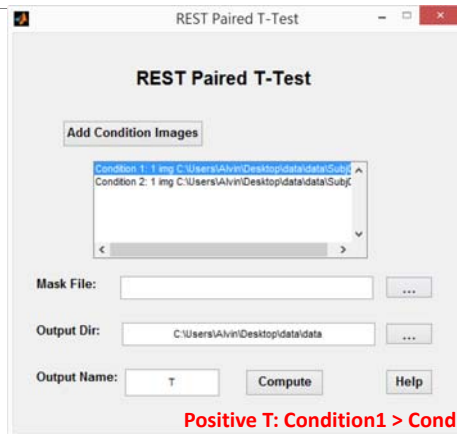 REST Paired T-Test
REST Paired T-Test
Add Condition Images
Condition 1: 1 img C:\Users\Alvin\Desktop\data\data\Subj
Condition 2: 1 img C:\Users\Alvin\Desktop\data\data\Subj
Mask File:
...
Output Dir:
C:\Users\Alvin\Desktop\data\data
...
Output Name:
T
Compute
Help
Positive T: Condition1 > Cond